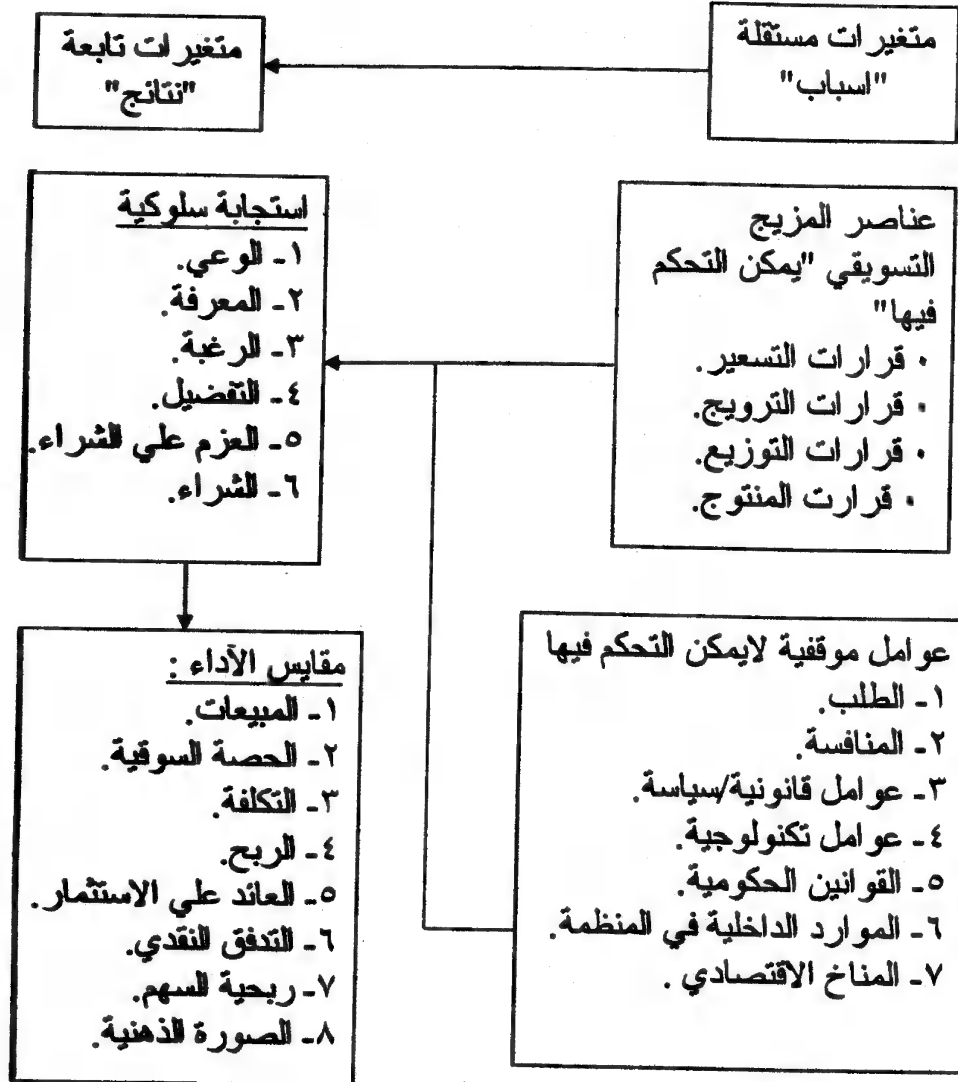 متغيرات مستقلة
"اسباب"
متغيرات تابعة
"نتائج"
عناصر المزيج
التسويقي "يمكن التحكم
فيها"
• قرارات التسعير.
• قرارات الترويج.
• قرارات التوزيع.
• قرارت المنتوج.
استجابة سلوكية
١- الوعي.
٢- المعرفة.
٣- الرغبة.
٤- التفضيل.
٥- العزم علي الشراء.
٦- الشراء.
عوامل موقفية لايمكن التحكم فيها
١- الطلب.
٢- المنافسة.
٣- عوامل قانونية/سياسة.
٤- عوامل تكنولوجية.
٥- القوانين الحكومية.
٦- الموارد الداخلية في المنظمة.
٧- المناخ الاقتصادي .
مقايس الآداء :
١- المبيعات.
٢- الحصة السوقية.
٣- التكلفة.
٤- الربح.
٥- العائد علي الاستثمار.
٦- التدفق النقدي.
٧- ربحية السهم.
٨- الصورة الذهنية.